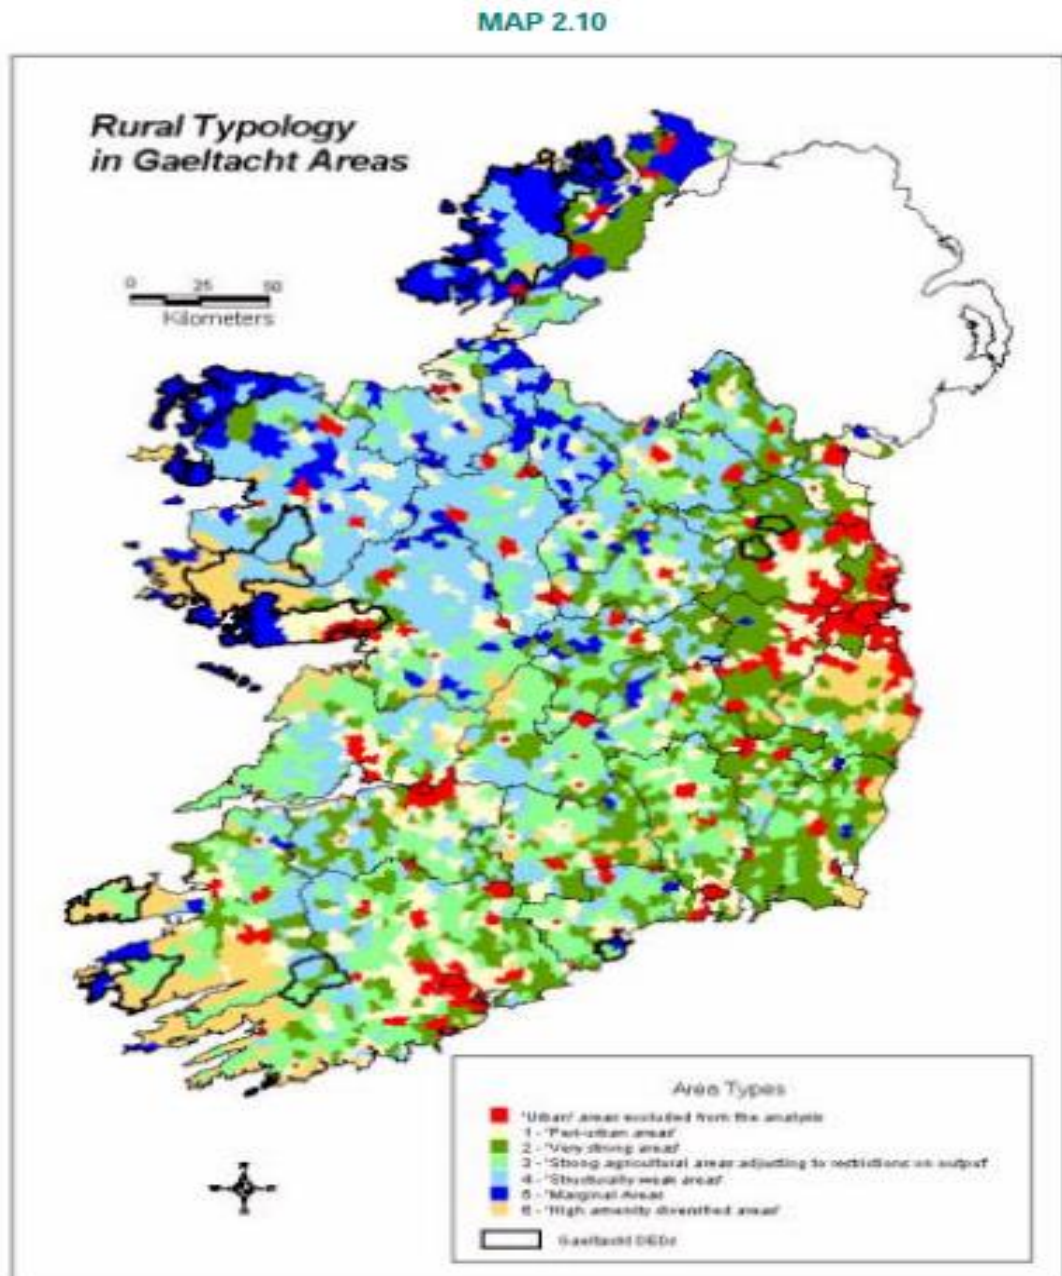 MAP 2.10
Rural Typology
in Gaeltacht Areas
0 25 50
Kilometers
Area Types
'Urban' areas excluded from the analysis
1 - 'Peri-urban areas'
2 - 'Very strong areas'
3 - 'Strong agricultural areas adjusting to restrictions on output'
4 - 'Structurally weak areas'
5 - 'Marginal Areas
6 - 'High amenity diversified areas'
Gaeltacht DEDs